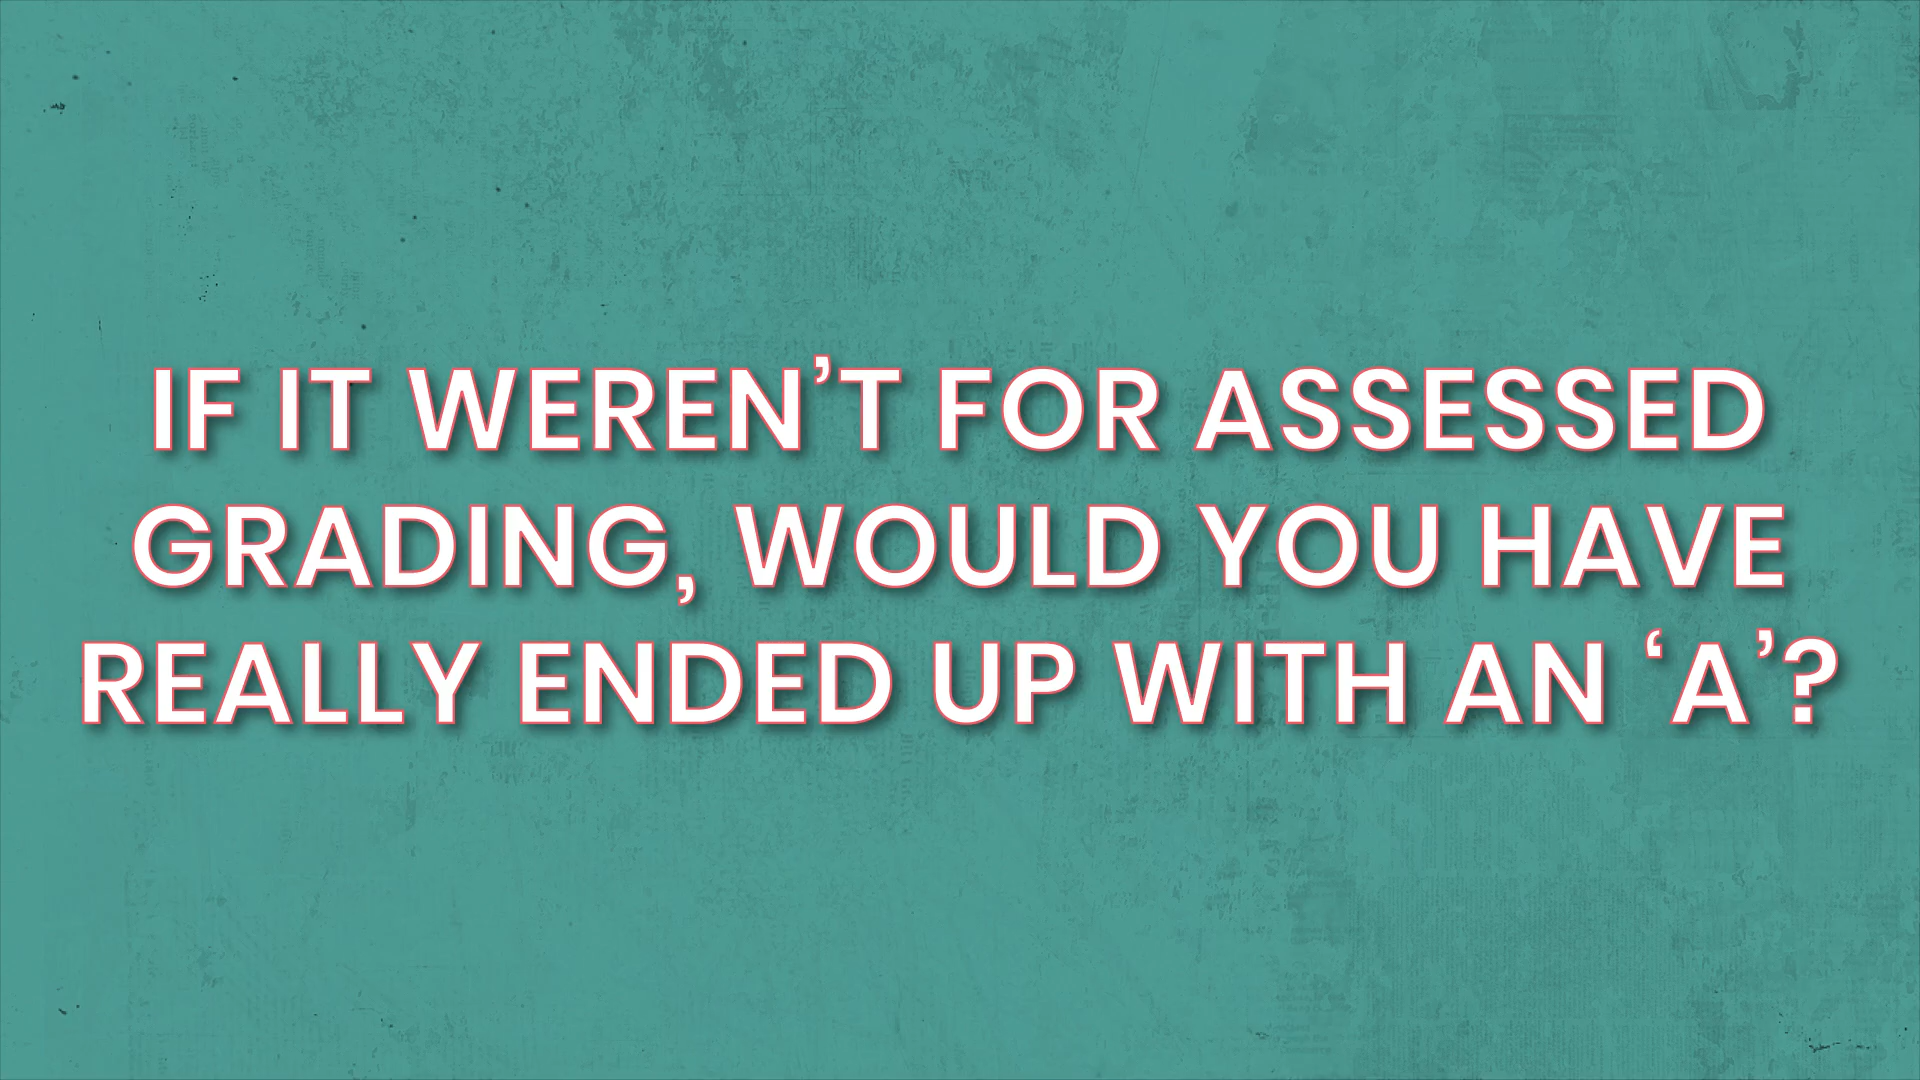 IF IT WEREN’T FOR ASSESSED
GRADING, WOULD YOU HAVE
REALLY ENDED UP WITH AN ‘A’?